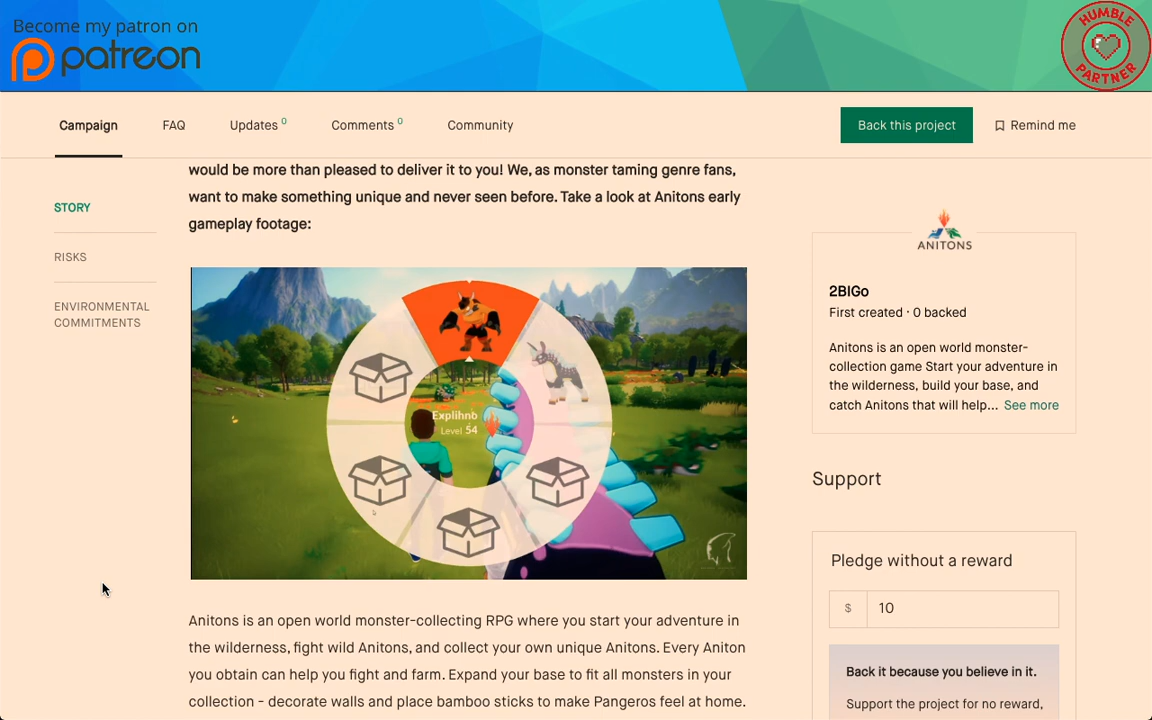 Become my patron on
patreon
HUMBLE
PARTNER
Campaign
FAQ
Updates 0
Comments 0
Community
Back this project
Remind me
would be more than pleased to deliver it to you! We, as monster taming genre fans,
want to make something unique and never seen before. Take a look at Anitons early
gameplay footage:
STORY
RISKS
ENVIRONMENTAL
COMMITMENTS
Explihnb
Level 54
Anitons is an open world monster-collecting RPG where you start your adventure in
the wilderness, fight wild Anitons, and collect your own unique Anitons. Every Aniton
you obtain can help you fight and farm. Expand your base to fit all monsters in your
collection - decorate walls and place bamboo sticks to make Pangeros feel at home.
ANITONS
2BIGo
First created · 0 backed
Anitons is an open world monster-
collection game Start your adventure in
the wilderness, build your base, and
catch Anitons that will help... See more
Support
Pledge without a reward
$ 10
Back it because you believe in it.
Support the project for no reward,